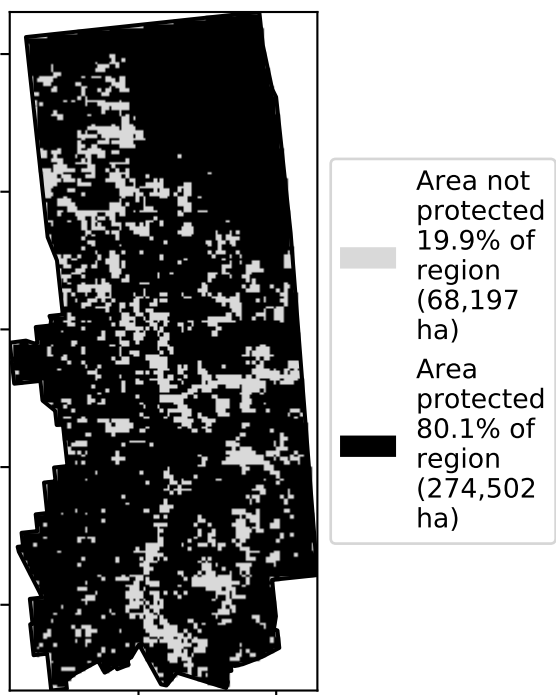 Area not
protected
19.9% of
region
(68,197
ha)
Area
protected
80.1% of
region
(274,502
ha)